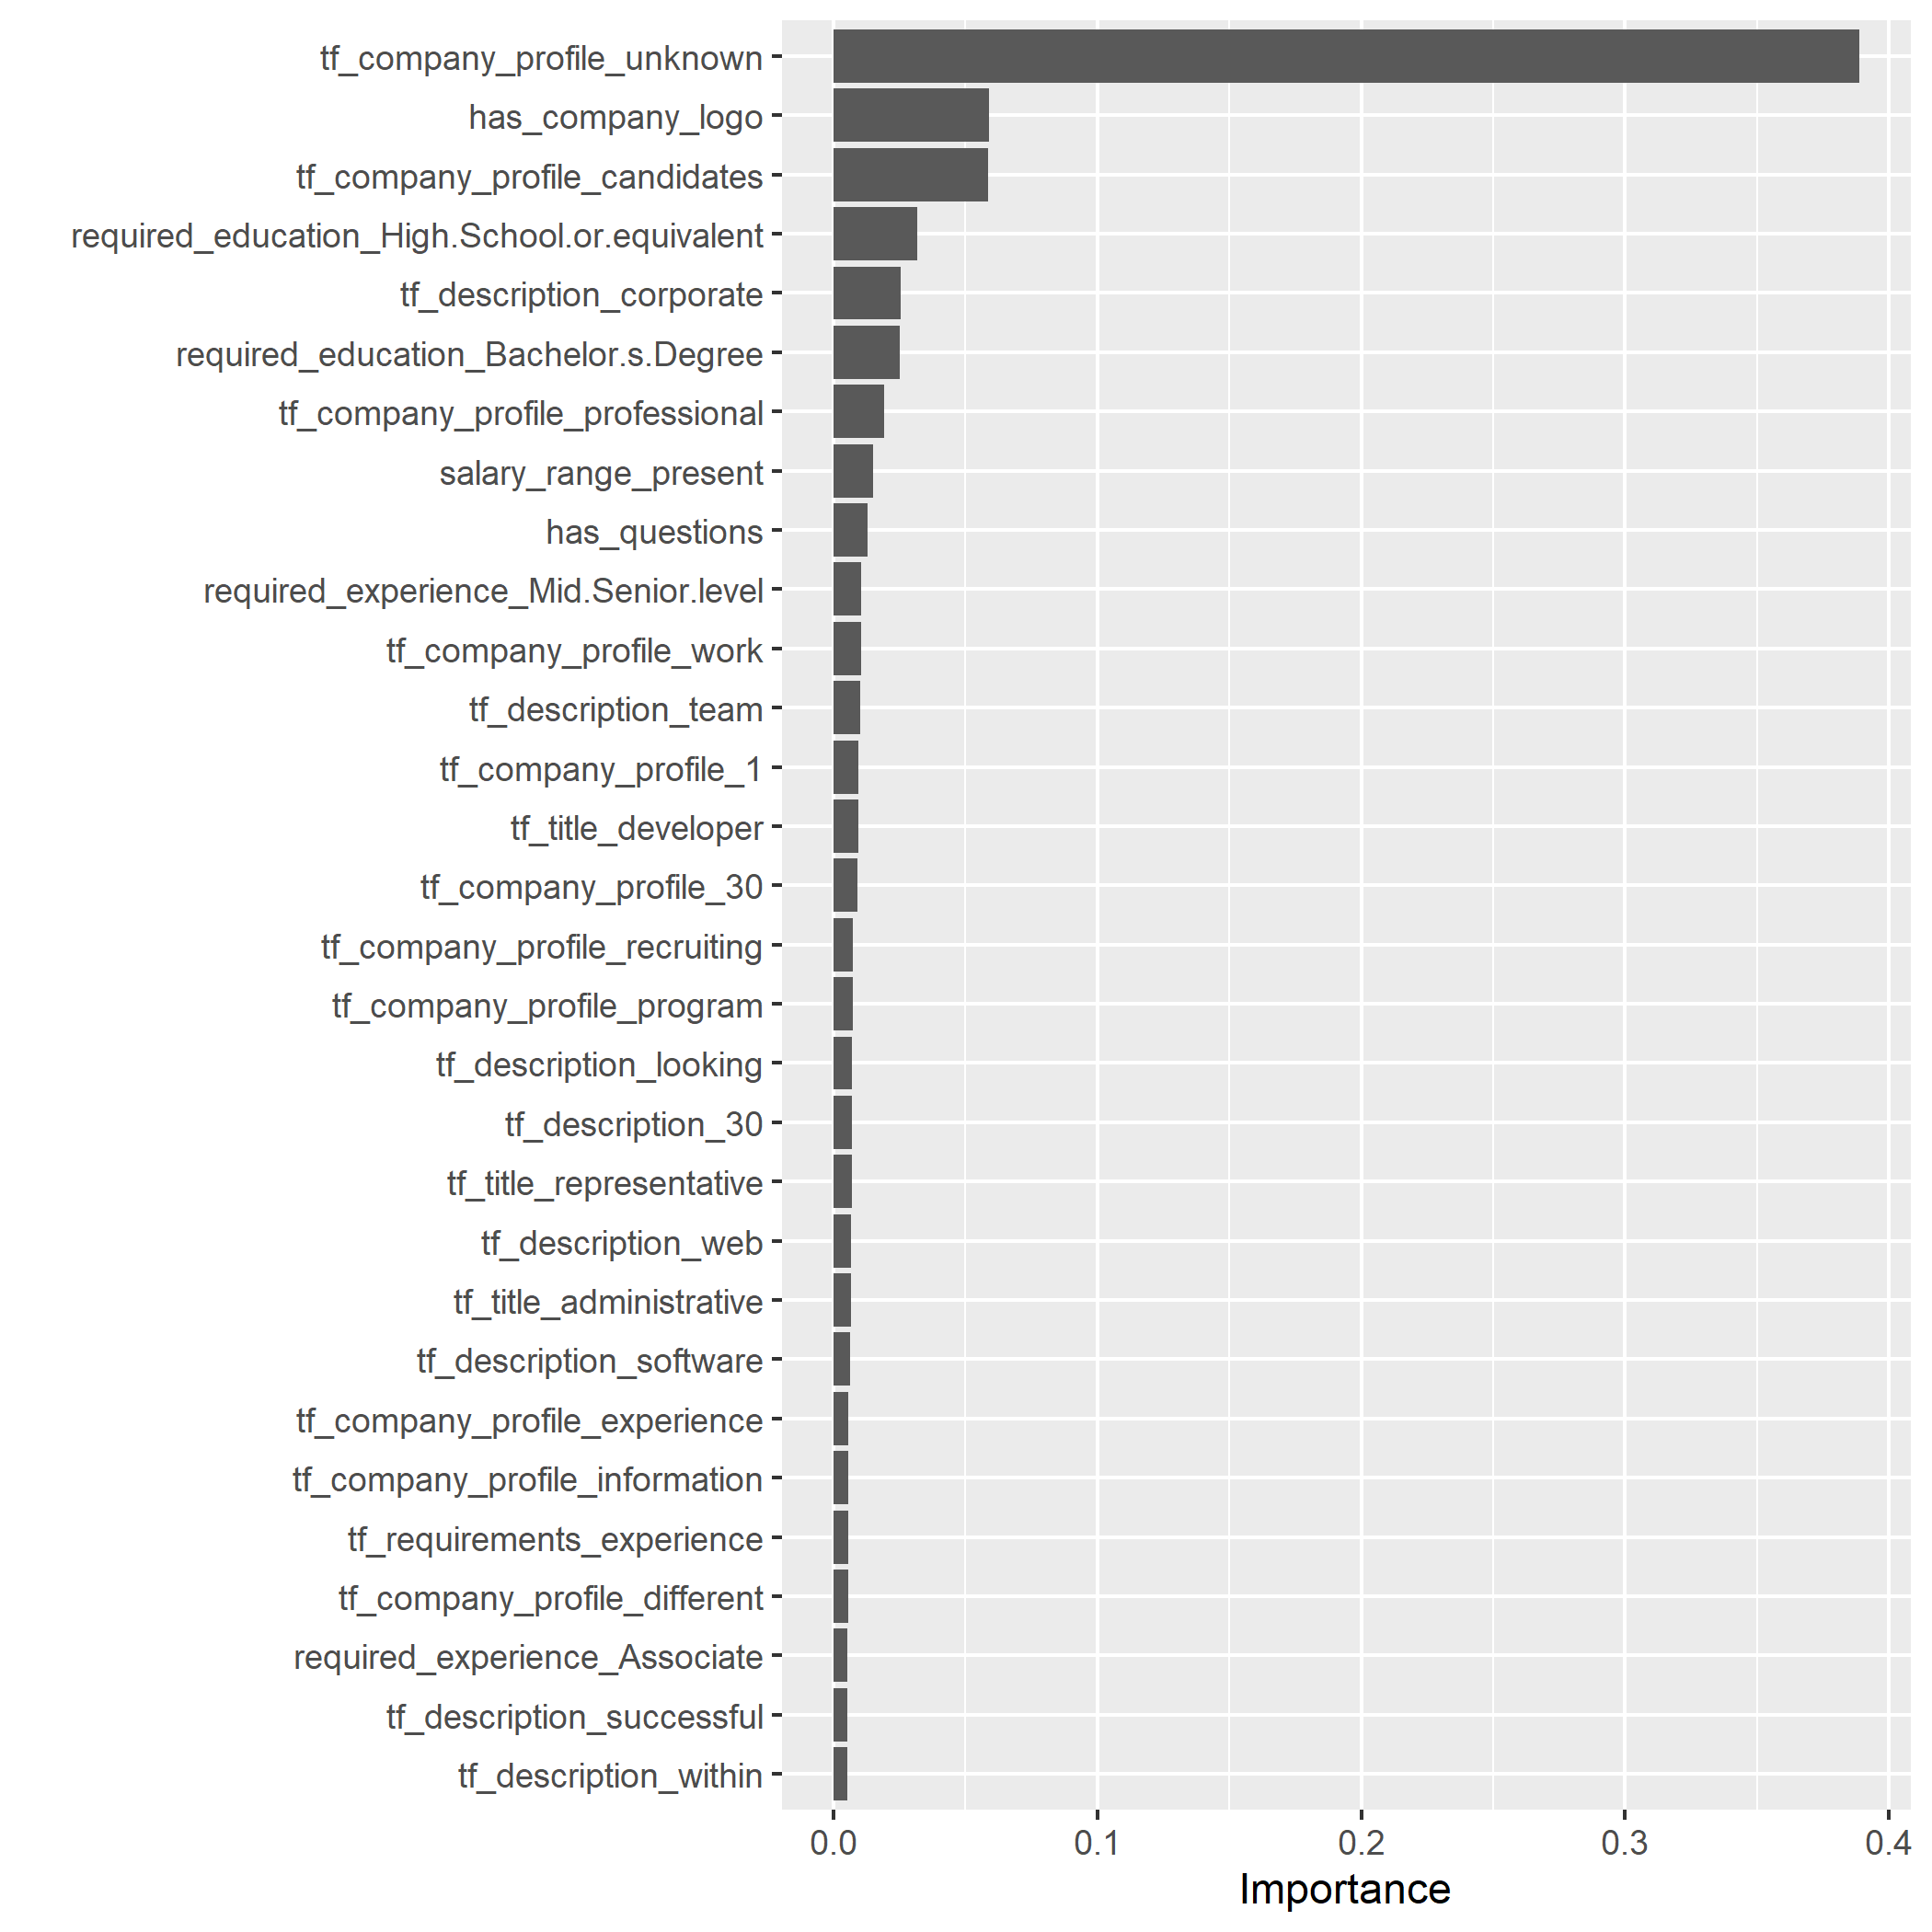 tf_company_profile_unknown
has_company_logo
tf_company_profile_candidates
required_education_High.School.or.equivalent
tf_description_corporate
required_education_Bachelor.s.Degree
tf_company_profile_professional
salary_range_present
has_questions
required_experience_Mid.Senior.level
tf_company_profile_work
tf_description_team
tf_company_profile_1
tf_title_developer
tf_company_profile_30
tf_company_profile_recruiting
tf_company_profile_program
tf_description_looking
tf_description_30
tf_title_representative
tf_description_web
tf_title_administrative
tf_description_software
tf_company_profile_experience
tf_company_profile_information
tf_requirements_experience
tf_company_profile_different
required_experience_Associate
tf_description_successful
tf_description_within
0.0 0.1 0.2 0.3 0.4
Importance